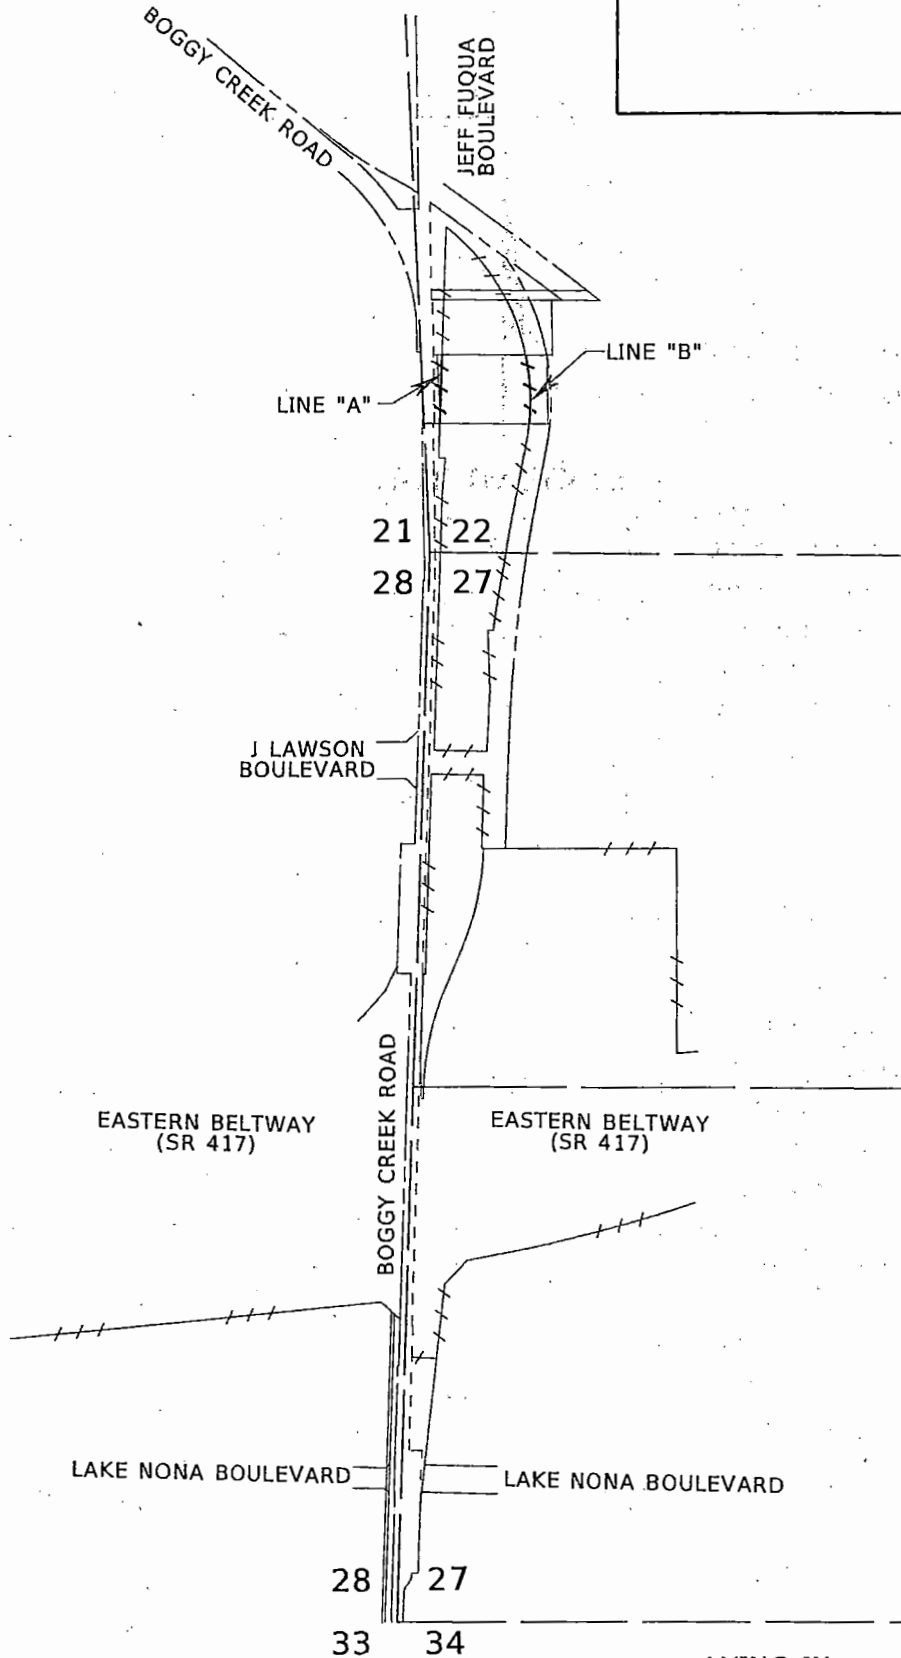 BOGGY CREEK ROAD
JEFF FUQUA
BOULEVARD
LINE "B"
LINE "A"
21 22
28 27
J LAWSON
BOULEVARD
BOGGY CREEK ROAD
EASTERN BELTWAY
(SR 417)
EASTERN BELTWAY
(SR 417)
LAKE NONA BOULEVARD
LAKE NONA BOULEVARD
28 27
33 34